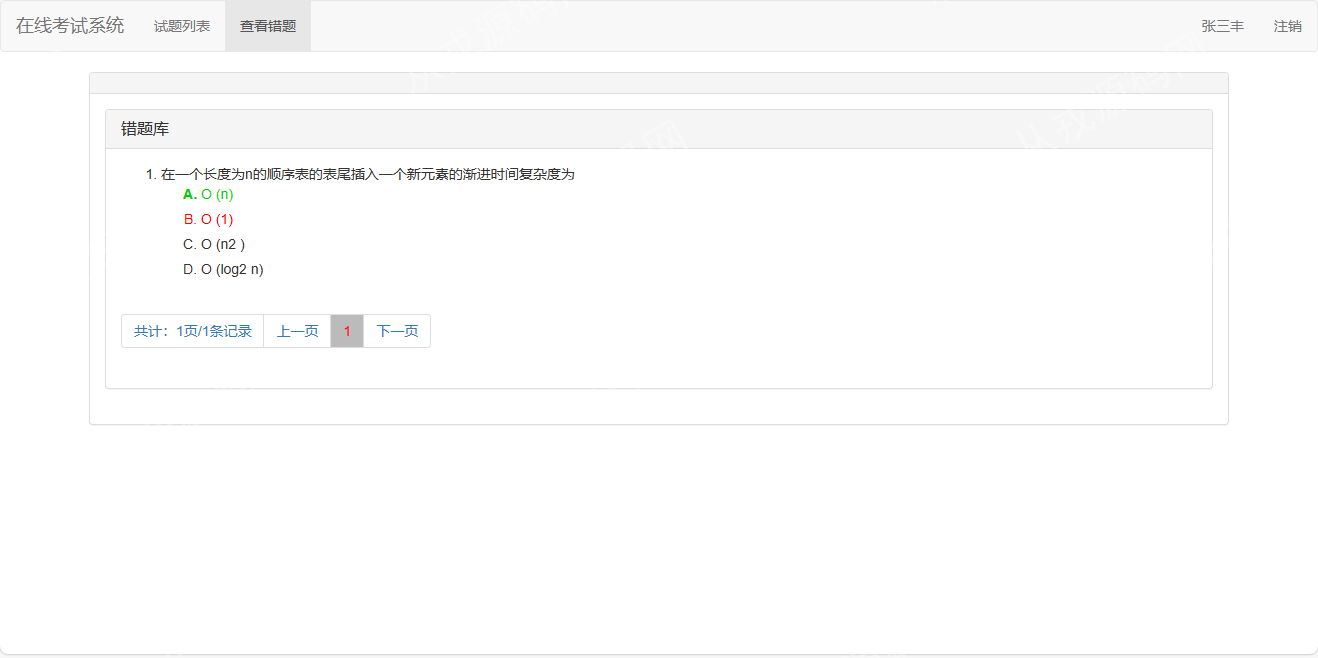 在线考试系统 试题列表 查看错题 张三丰 注销
错题库
1. 在一个长度为n的顺序表的表尾插入一个新元素的渐进时间复杂度为
A. O (n)
B. O (1)
C. O (n2 )
D. O (log2 n)
共计：1页/1条记录 上一页 1 下一页